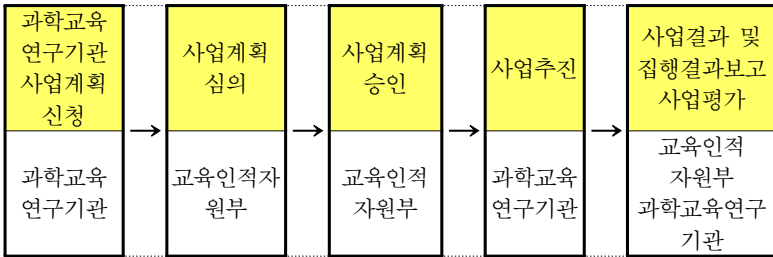 과학교육
연구기관
사업계획
신청
과학교육
연구기관
→
사업계획
심의
교육인적자
원부
→
사업계획
승인
교육인적
자원부
→
사업추진
과학교육
연구기관
→
사업결과 및
집행결과보고
사업평가
교육인적
자원부
과학교육연구
기관